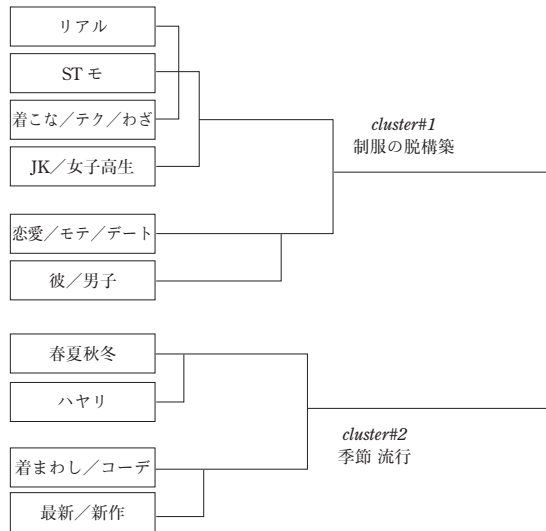 リアル
STモ
着こな／テク／わざ
JK／女子高生
恋愛／モテ／デート
彼／男子
cluster#1
制服の脱構築
春夏秋冬
ハヤリ
着まわし／コーデ
最新／新作
cluster#2
季節 流行